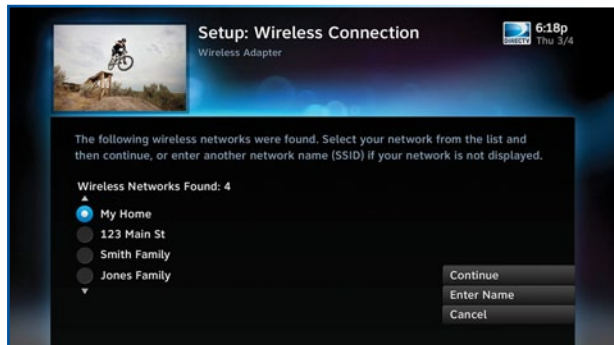 Setup: Wireless Connection
Wireless Adapter
DIRECTV
6:18p
Thu 3/4
The following wireless networks were found. Select your network from the list and
then continue, or enter another network name (SSID) if your network is not displayed.
Wireless Networks Found: 4
My Home
123 Main St
Smith Family
Jones Family
Continue
Enter Name
Cancel